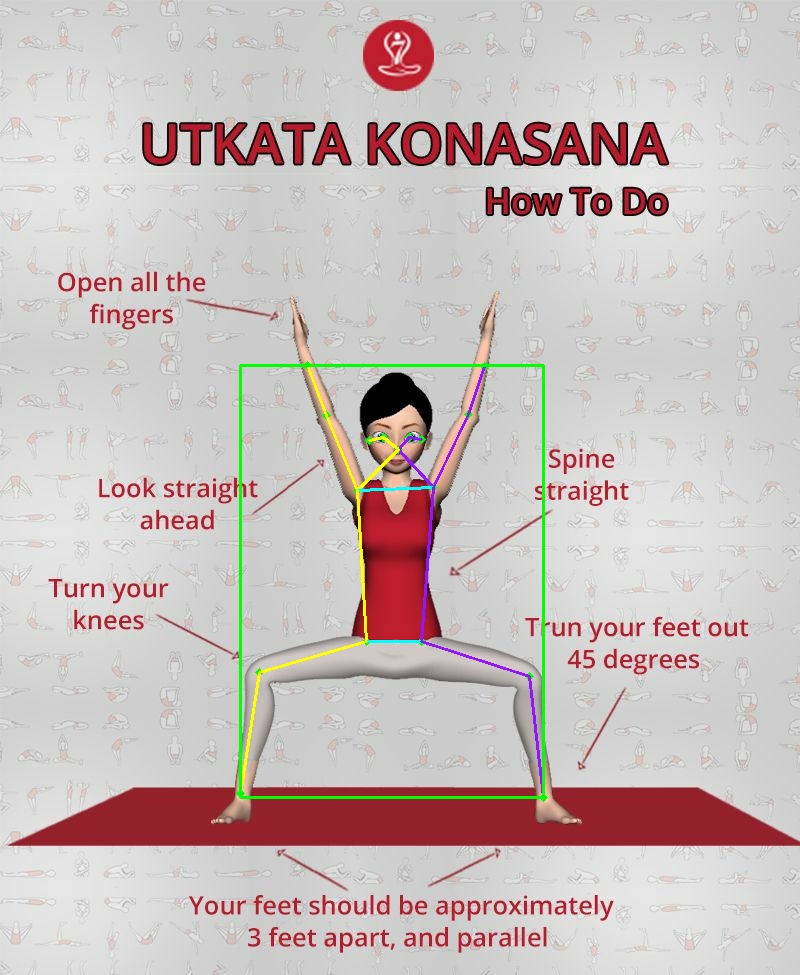 UTKATA KONASANA
How To Do
Open all the
fingers
Look straight
ahead
Spine
straight
Turn your
knees
Trun your feet out
45 degrees
Your feet should be approximately
3 feet apart, and parallel